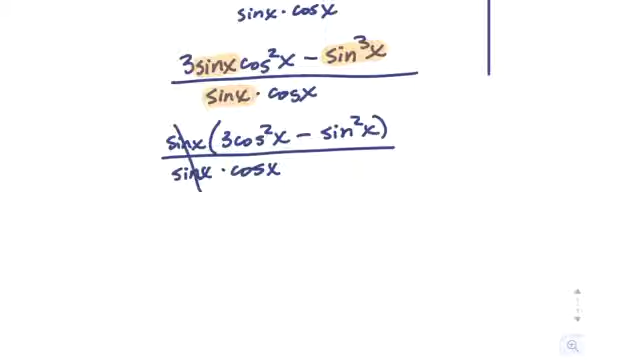 sinx · cosx
3sinxcos²x − sin³x
sinx · cosx
sinx(3cos²x − sin²x)
sinx · cosx